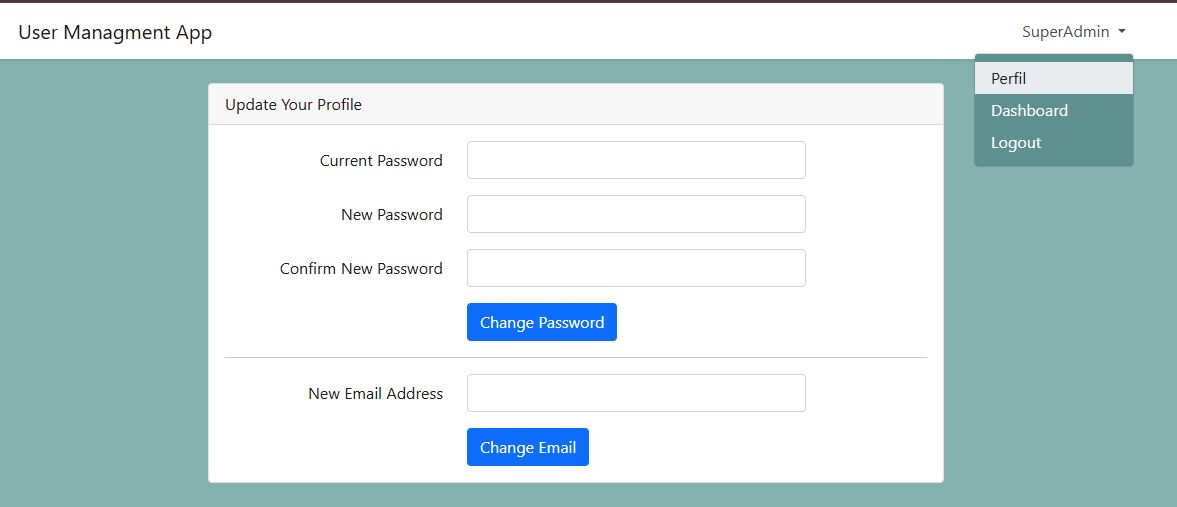 User Managment App
SuperAdmin
Perfil
Dashboard
Logout
Update Your Profile
Current Password
New Password
Confirm New Password
Change Password
New Email Address
Change Email